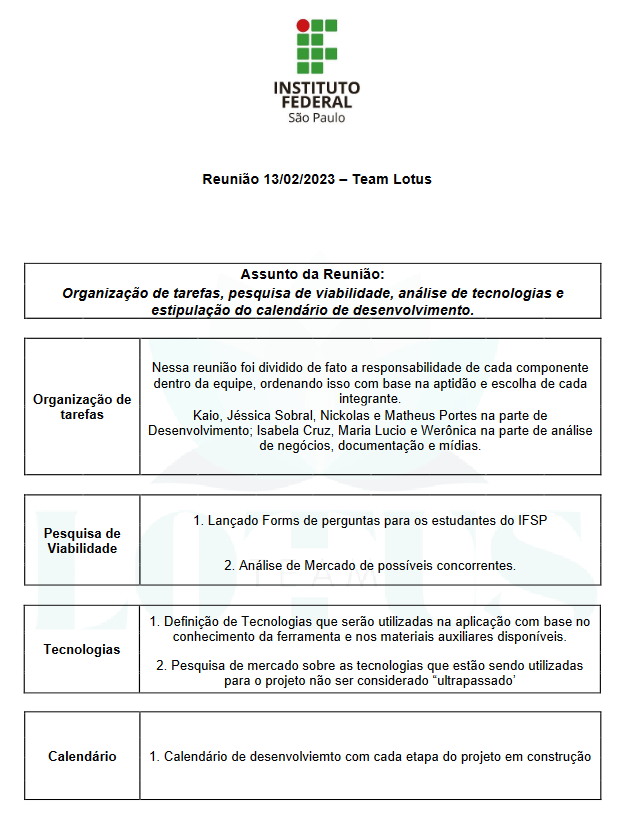 INSTITUTO
FEDERAL
São Paulo
Reunião 13/02/2023 – Team Lotus
Assunto da Reunião:
Organização de tarefas, pesquisa de viabilidade, análise de tecnologias e
estipulação do calendário de desenvolvimento.
Organização de
tarefas
Nessa reunião foi dividido de fato a responsabilidade de cada componente
dentro da equipe, ordenando isso com base na aptidão e escolha de cada
integrante.
Kaio, Jéssica Sobral, Nickolas e Matheus Portes na parte de
Desenvolvimento; Isabela Cruz, Maria Lucio e Werônica na parte de análise
de negócios, documentação e mídias.
Pesquisa de
Viabilidade
1. Lançado Forms de perguntas para os estudantes do IFSP
2. Análise de Mercado de possíveis concorrentes.
LOTUS
TEAM
Tecnologias
1. Definição de Tecnologias que serão utilizadas na aplicação com base no
conhecimento da ferramenta e nos materiais auxiliares disponíveis.
2. Pesquisa de mercado sobre as tecnologias que estão sendo utilizadas
para o projeto não ser considerado “ultrapassado’
Calendário
1. Calendário de desenvolviemto com cada etapa do projeto em construção